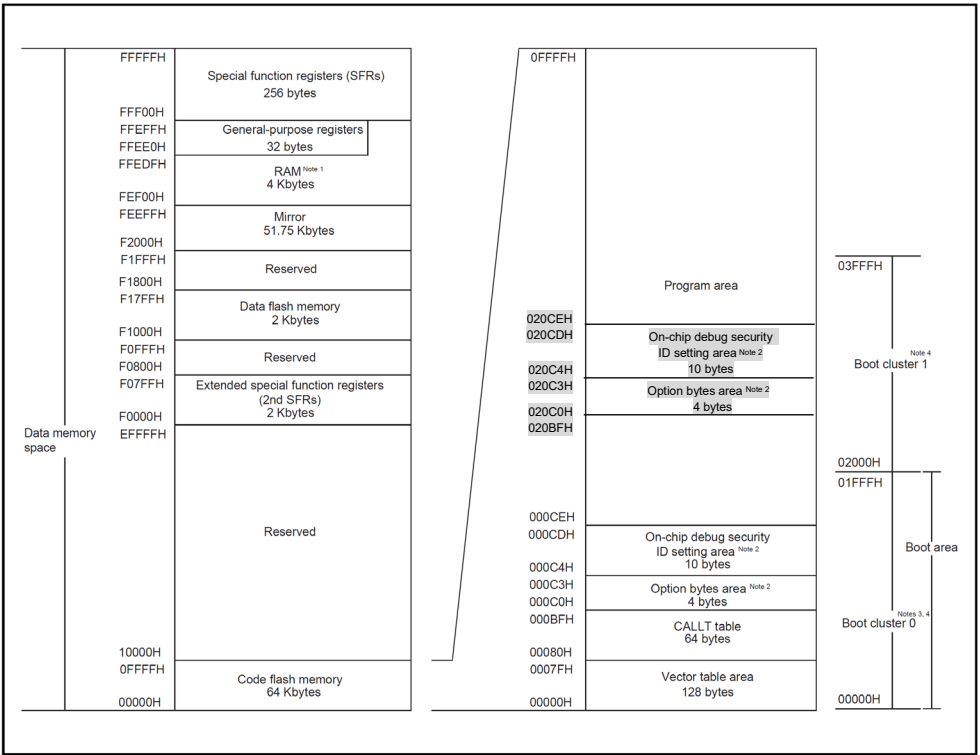 FFFFFH
Special function registers (SFRs)
256 bytes
FFF00H
FFEFFH
General-purpose registers
32 bytes
FFEE0H
FFEDFH
RAM Note 1
4 Kbytes
FEF00H
FEEFFH
Mirror
51.75 Kbytes
F2000H
F1FFFH
Reserved
F1800H
F17FFH
Data flash memory
2 Kbytes
F1000H
F0FFFH
Reserved
F0800H
F07FFH
Extended special function registers
(2nd SFRs)
2 Kbytes
F0000H
EFFFFH
Data memory
space
Reserved
10000H
0FFFFH
Code flash memory
64 Kbytes
00000H
0FFFFH
Program area
020CEH
020CDH
On-chip debug security
ID setting area Note 2
10 bytes
020C4H
020C3H
Option bytes area Note 2
4 bytes
020C0H
020BFH
000CEH
000CDH
On-chip debug security
ID setting area Note 2
10 bytes
000C4H
000C3H
Option bytes area Note 2
4 bytes
000C0H
000BFH
CALLT table
64 bytes
00080H
0007FH
Vector table area
128 bytes
00000H
03FFFH
Boot cluster 1 Note 4
02000H
01FFFH
Boot area
Boot cluster 0 Notes 3, 4
00000H